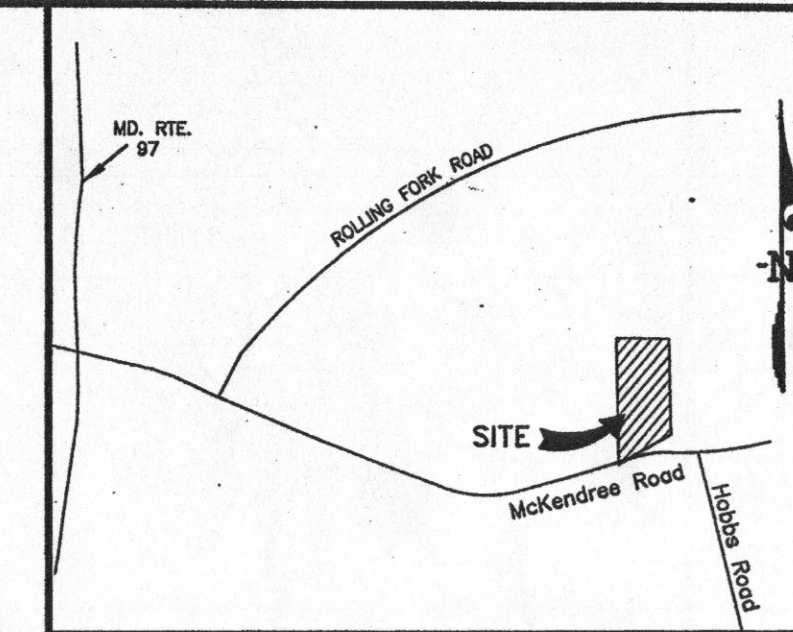 MD. RTE.
97
ROLLING FORK ROAD
-N
SITE
McKendree Road
Hobbs Road